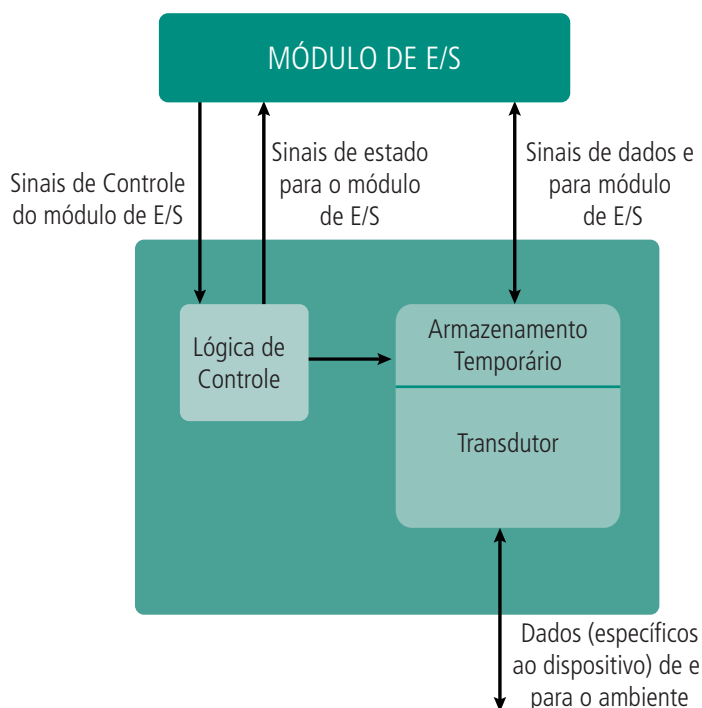 MÓDULO DE E/S
Sinais de Controle
do módulo de E/S
Sinais de estado
para o módulo
de E/S
Sinais de dados e
para módulo
de E/S
Lógica de
Controle
Armazenamento
Temporário
Transdutor
Dados (específicos
ao dispositivo) de e
para o ambiente